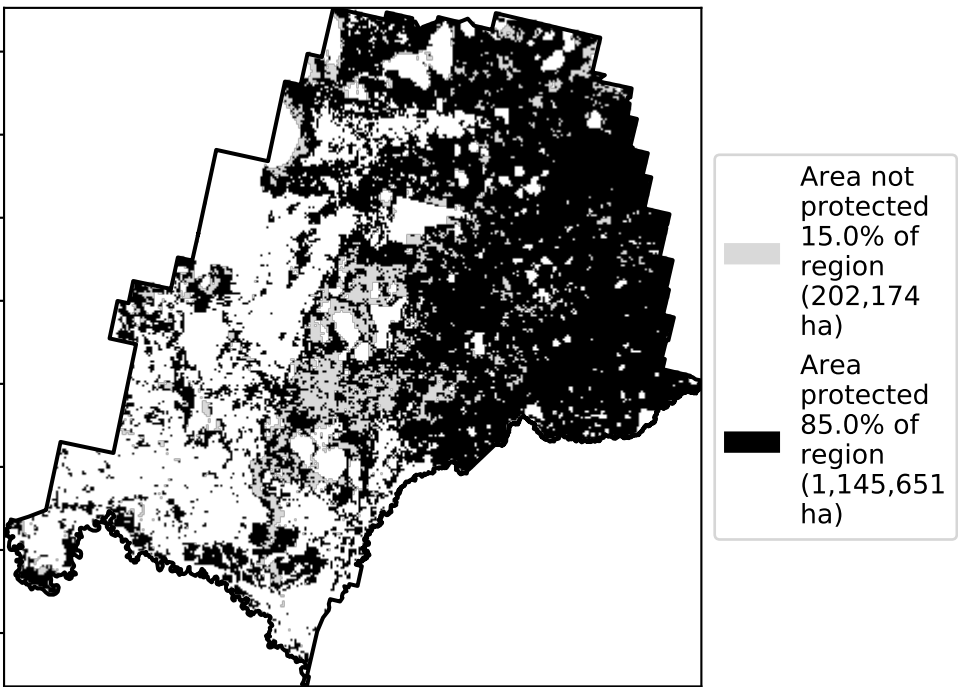 Area not
protected
15.0% of
region
(202,174
ha)
Area
protected
85.0% of
region
(1,145,651
ha)